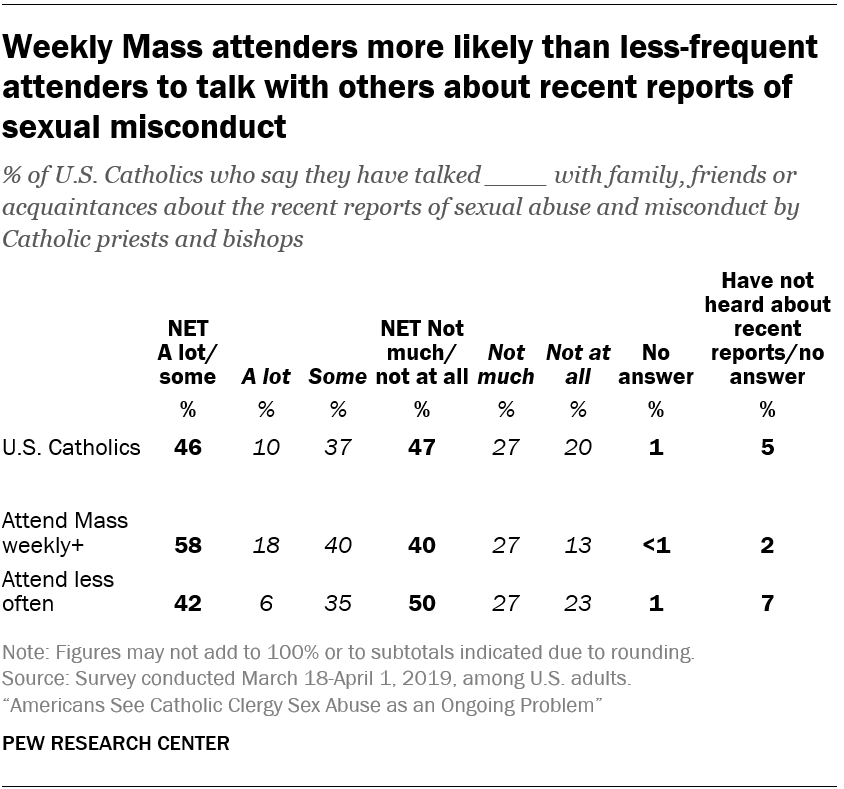 Weekly Mass attenders more likely than less-frequent
attenders to talk with others about recent reports of
sexual misconduct
% of U.S. Catholics who say they have talked ____ with family, friends or
acquaintances about the recent reports of sexual abuse and misconduct by
Catholic priests and bishops
Have not
heard about
NET NET Not recent
A lot/ much/ Not Not at No reports/no
some A lot Some not at all much all answer answer
% % % % % % % %
U.S. Catholics 46 10 37 47 27 20 1 5
Attend Mass
weekly+ 58 18 40 40 27 13 <1 2
Attend less
often 42 6 35 50 27 23 1 7
Note: Figures may not add to 100% or to subtotals indicated due to rounding.
Source: Survey conducted March 18-April 1, 2019, among U.S. adults.
“Americans See Catholic Clergy Sex Abuse as an Ongoing Problem”
PEW RESEARCH CENTER